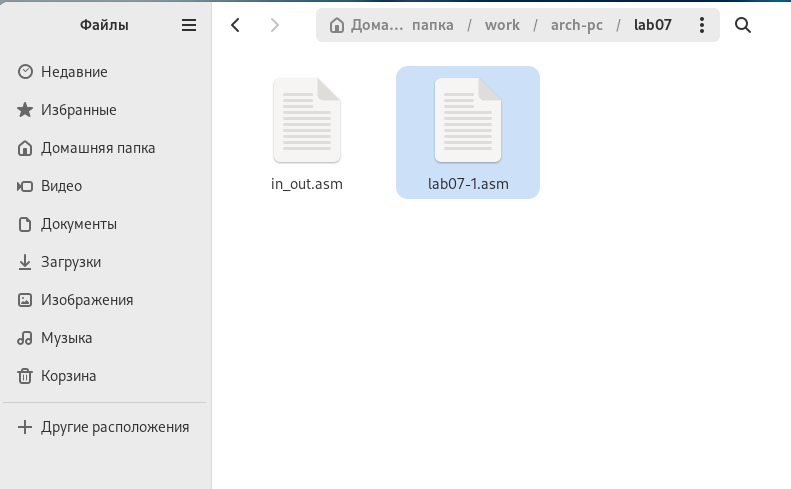 Файлы
Дома… папка / work / arch-pc / lab07
Недавние
Избранные
Домашняя папка
Видео
Документы
Загрузки
Изображения
Музыка
Корзина
Другие расположения
in_out.asm
lab07-1.asm